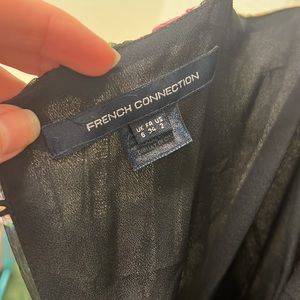 FRENCH CONNECTION
UK FR US
6 34 2